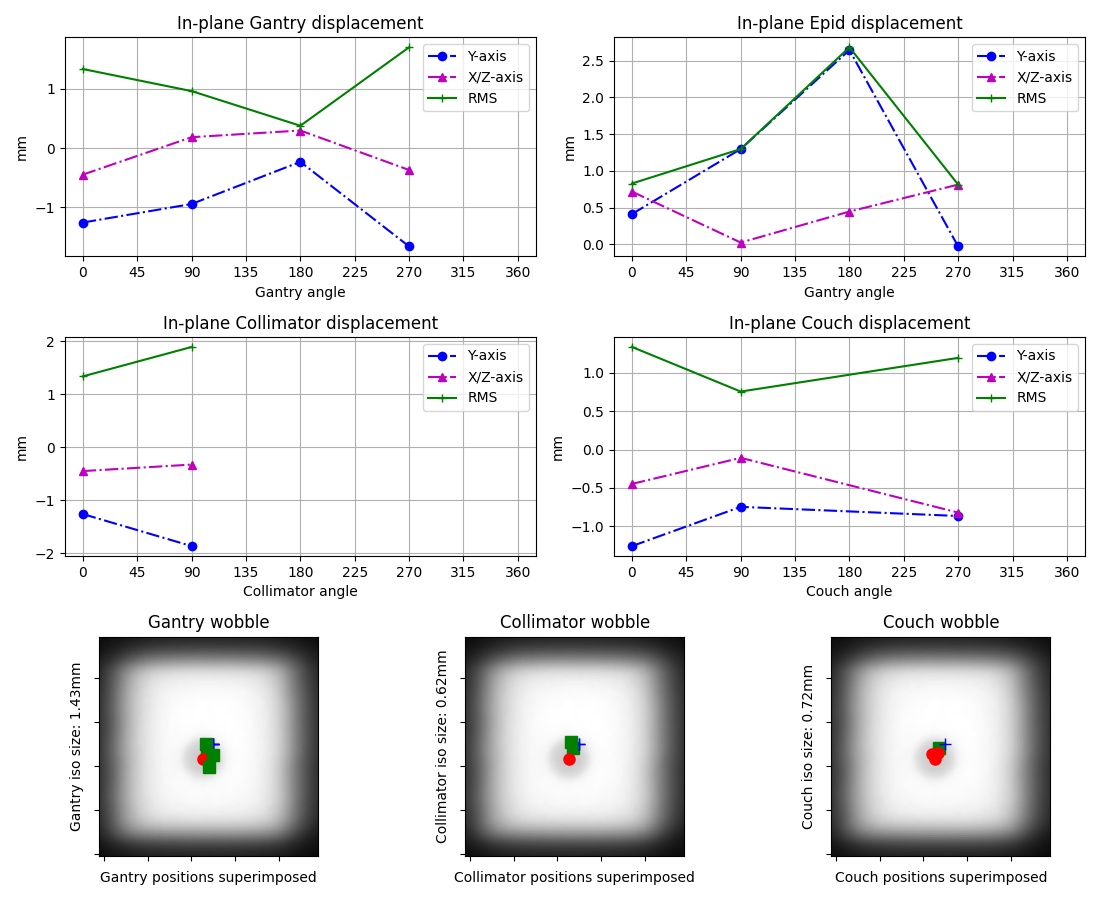 In-plane Gantry displacement
mm
1
0
−1
Y-axis
X/Z-axis
RMS
0 45 90 135 180 225 270 315 360
Gantry angle
In-plane Epid displacement
mm
2.5
2.0
1.5
1.0
0.5
0.0
Y-axis
X/Z-axis
RMS
0 45 90 135 180 225 270 315 360
Gantry angle
In-plane Collimator displacement
mm
2
1
0
−1
−2
Y-axis
X/Z-axis
RMS
0 45 90 135 180 225 270 315 360
Collimator angle
In-plane Couch displacement
mm
1.0
0.5
0.0
−0.5
−1.0
Y-axis
X/Z-axis
RMS
0 45 90 135 180 225 270 315 360
Couch angle
Gantry wobble
Gantry iso size: 1.43mm
Gantry positions superimposed
Collimator wobble
Collimator iso size: 0.62mm
Collimator positions superimposed
Couch wobble
Couch iso size: 0.72mm
Couch positions superimposed